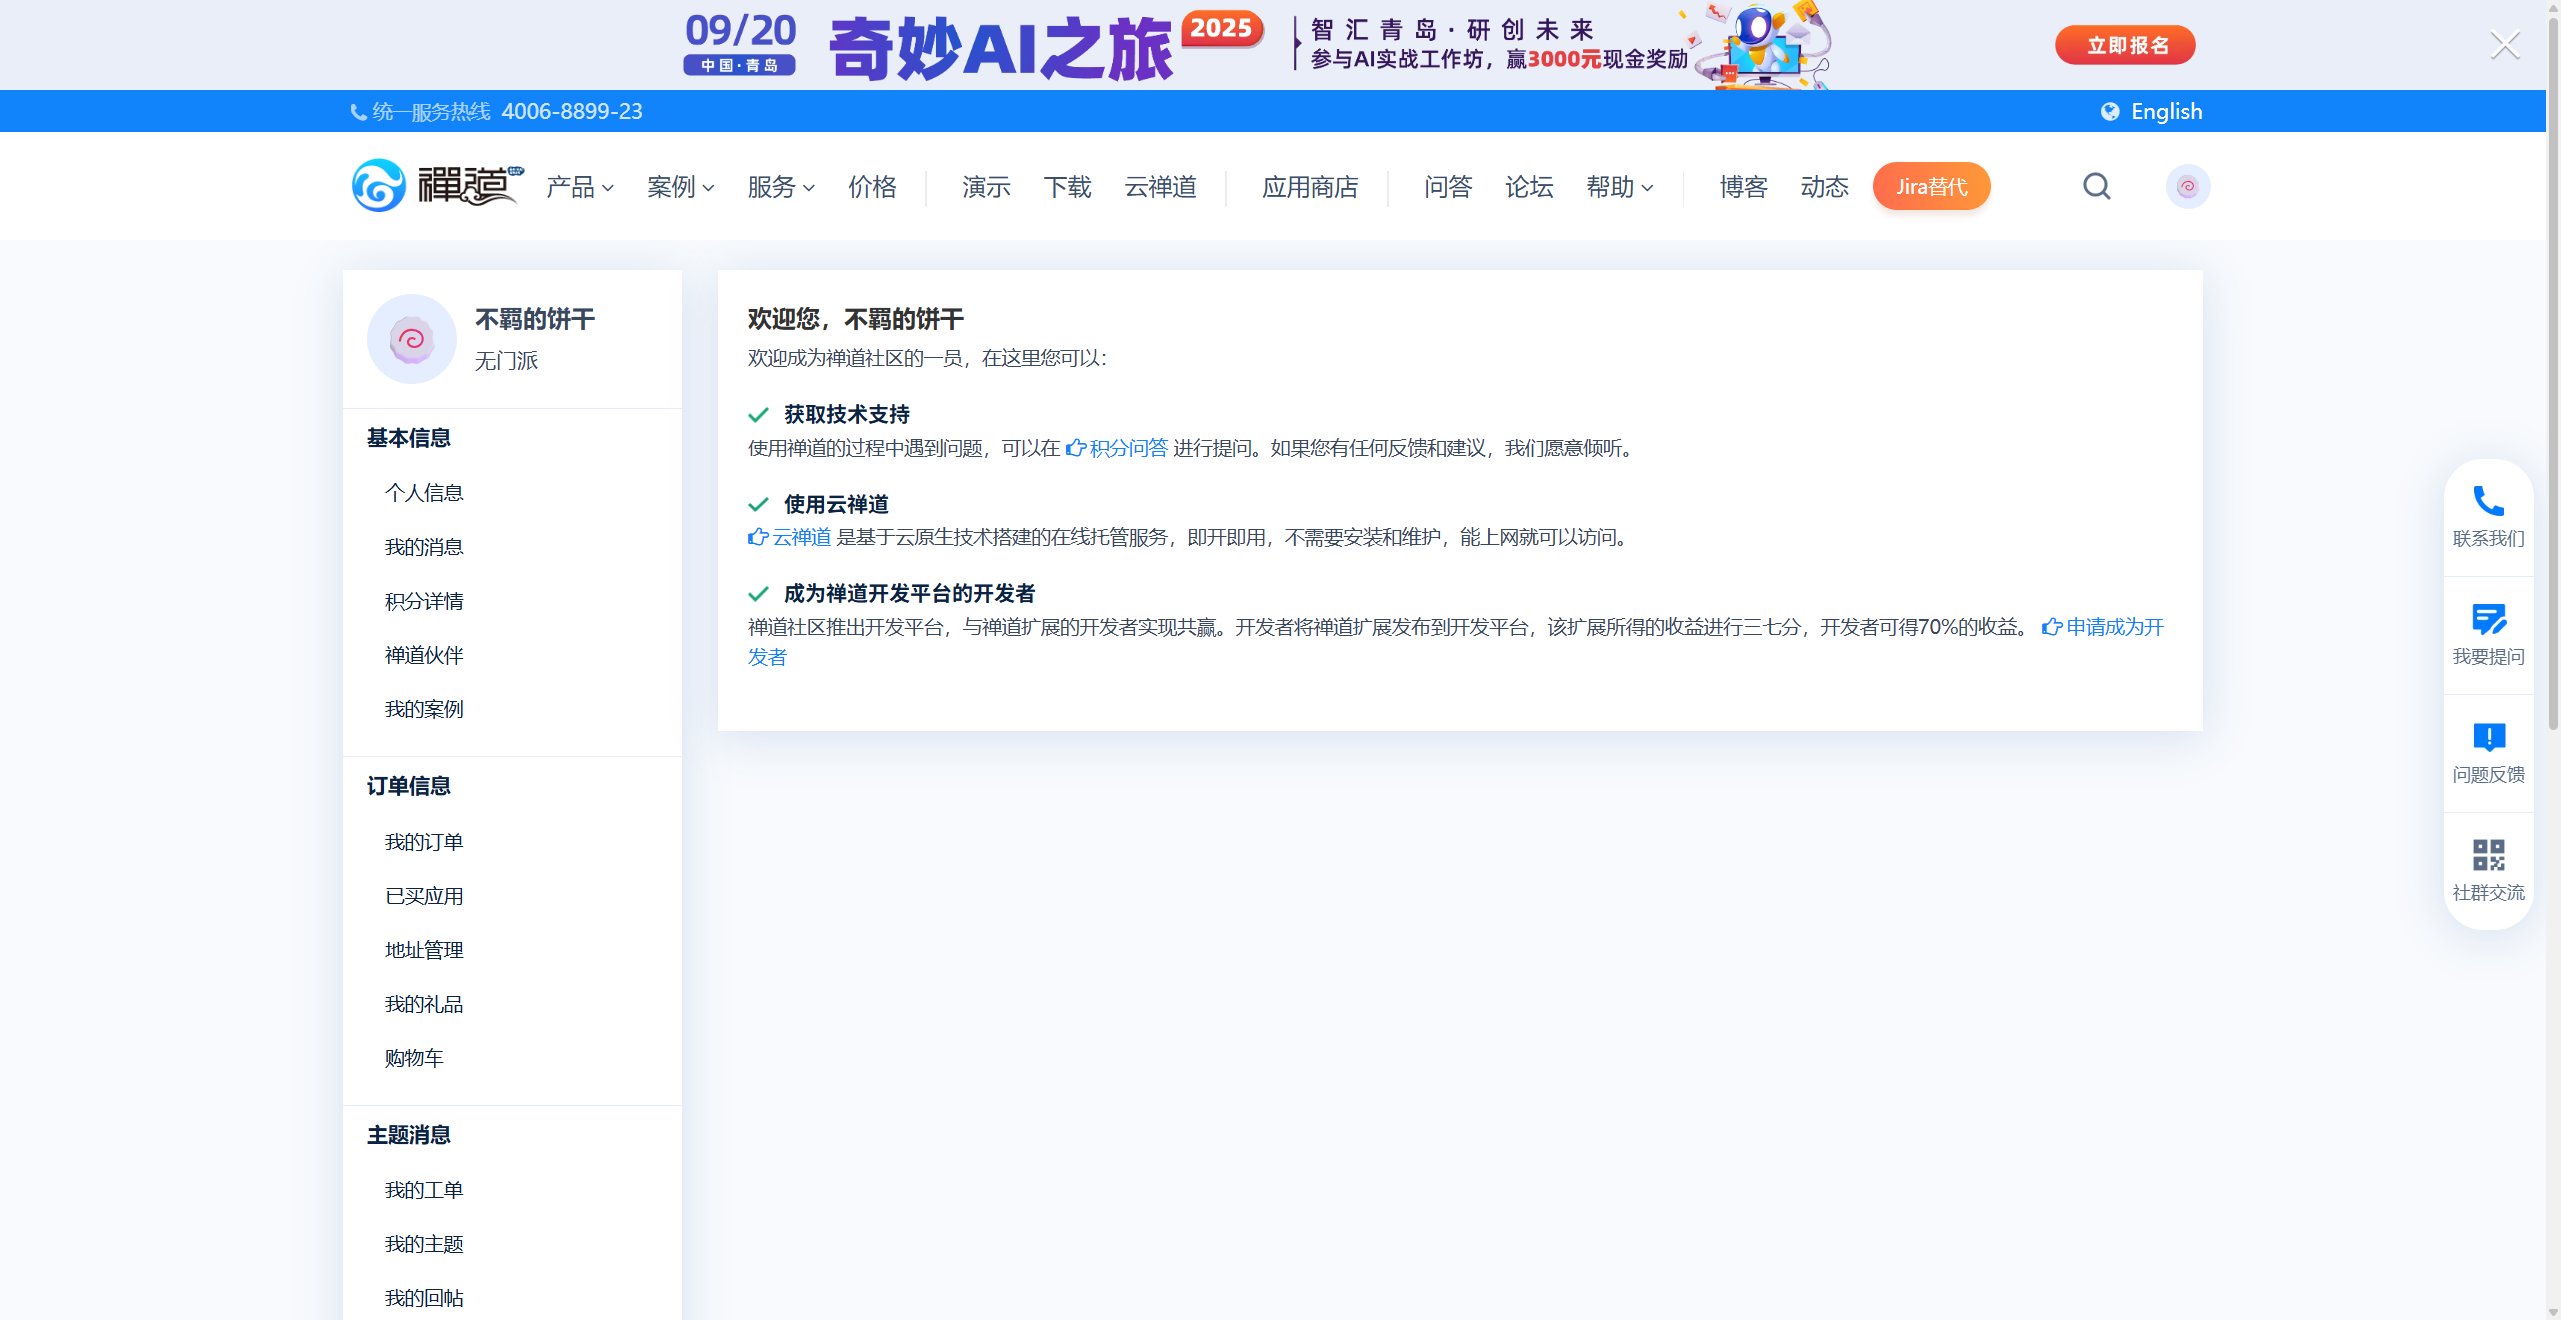 09/20
中国·青岛
奇妙AI之旅
2025
智汇青岛·研创未来
参与AI实战工作坊，赢3000元现金奖励
立即报名
统一服务热线 4006-8899-23
English
禅道 产品 案例 服务 价格 演示 下载 云禅道 应用商店 问答 论坛 帮助 博客 动态 Jira替代
不羁的饼干
无门派
基本信息
个人信息
我的消息
积分详情
禅道伙伴
我的案例
订单信息
我的订单
已买应用
地址管理
我的礼品
购物车
主题消息
我的工单
我的主题
我的回帖
欢迎您，不羁的饼干
欢迎成为禅道社区的一员，在这里您可以：
获取技术支持
使用禅道的过程中遇到问题，可以在 积分问答 进行提问。如果您有任何反馈和建议，我们愿意倾听。
使用云禅道
云禅道 是基于云原生技术搭建的在线托管服务，即开即用，不需要安装和维护，能上网就可以访问。
成为禅道开发平台的开发者
禅道社区推出开发平台，与禅道扩展的开发者实现共赢。开发者将禅道扩展发布到开发平台，该扩展所得的收益进行三七分，开发者可得70%的收益。 申请成为开
发者
联系我们
我要提问
问题反馈
社群交流